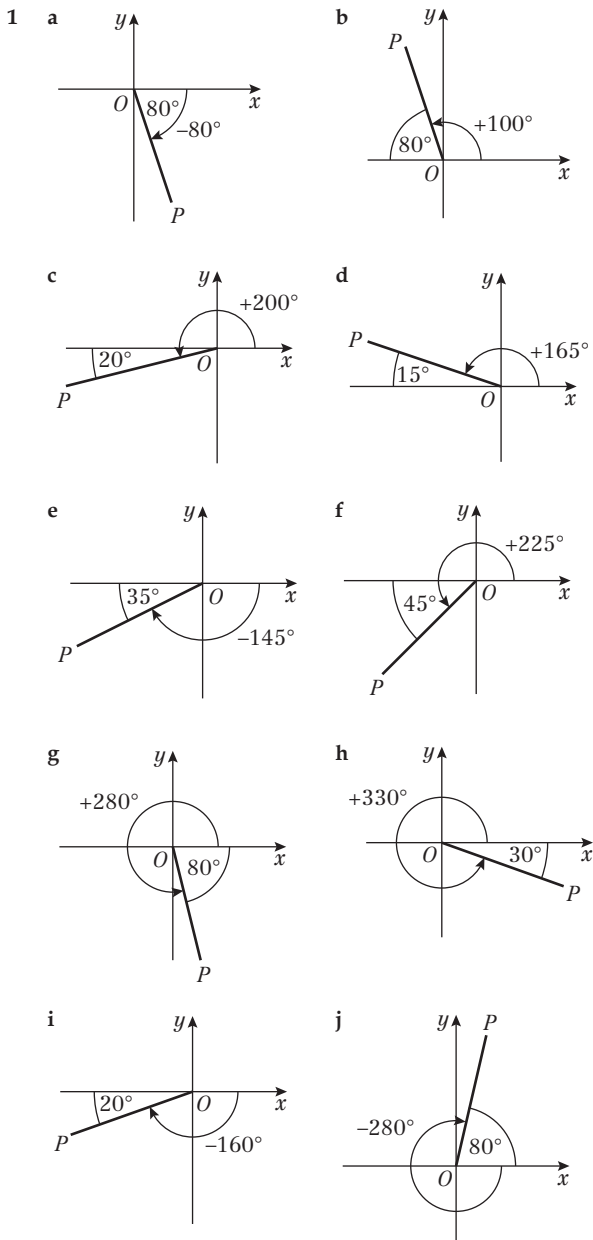 1 a
y
O
80°
x
–80°
P
b
y
P
+100°
80°
O
x
c
y
+200°
20°
O
x
P
d
y
P
+165°
15°
O
x
e
y
35°
O
x
P
–145°
f
y
+225°
45°
O
x
P
g
y
+280°
O
80°
x
P
h
y
+330°
O
30°
x
P
i
y
20°
O
x
P
–160°
j
y
P
–280°
80°
O
x